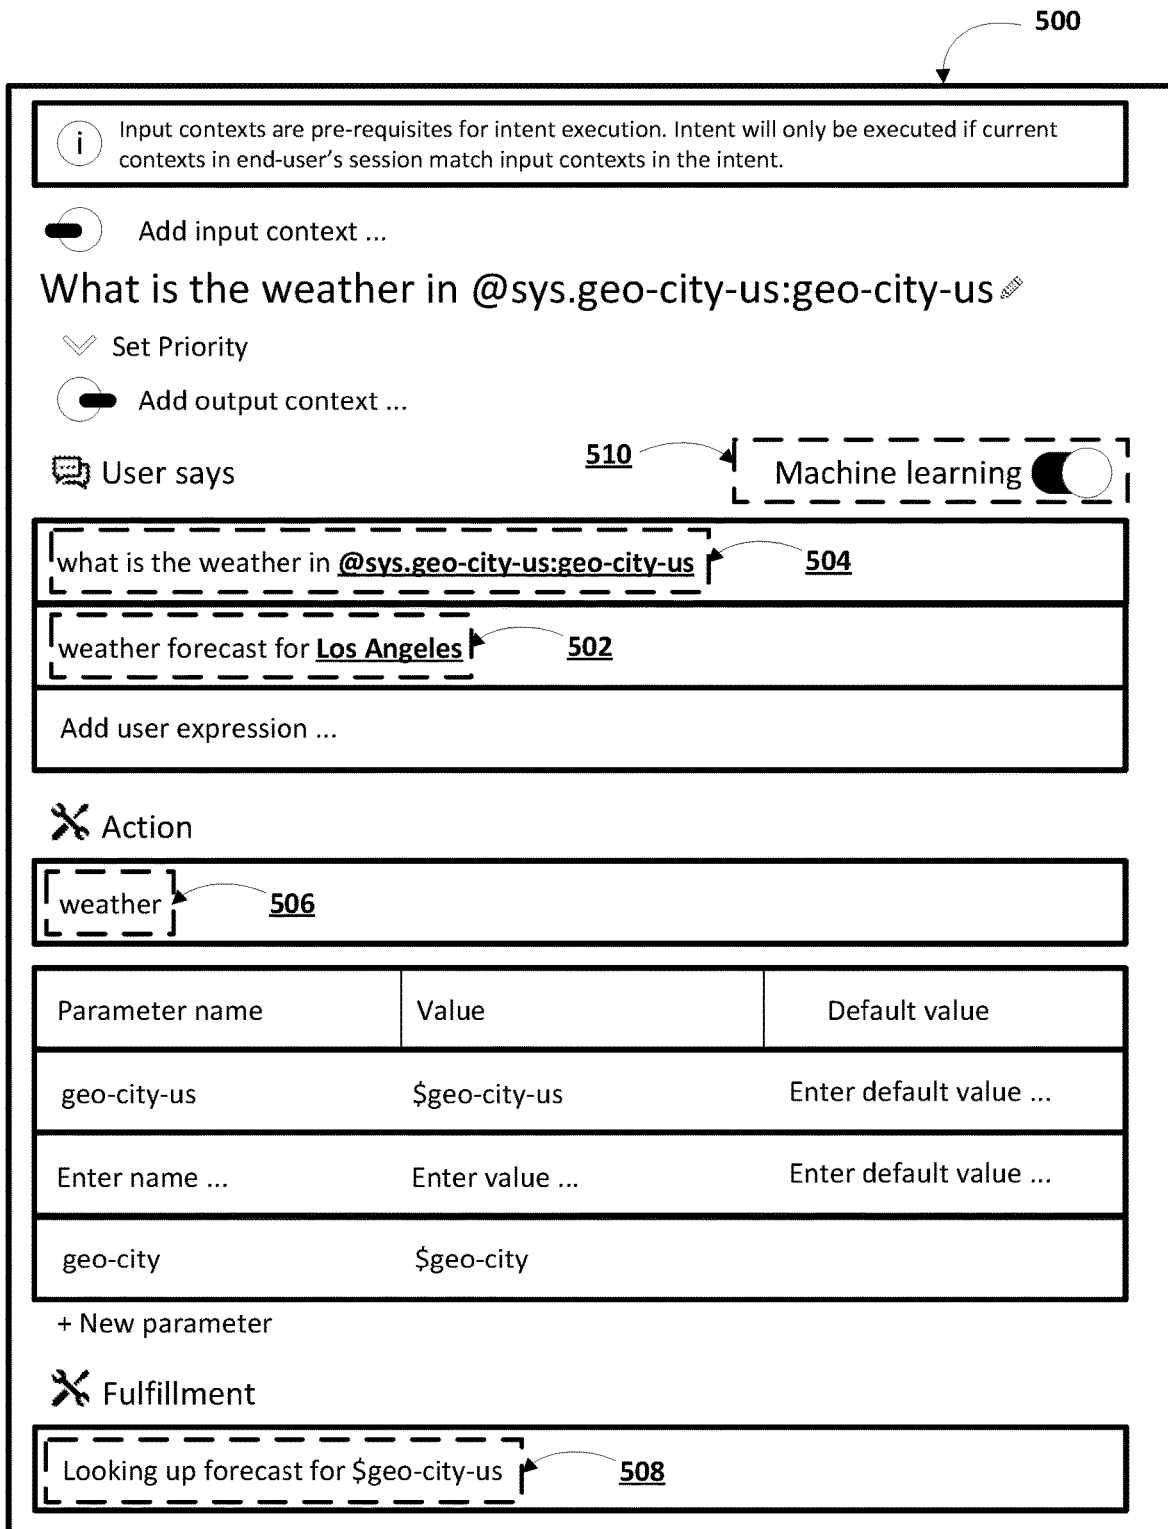 500
i
Input contexts are pre-requisites for intent execution. Intent will only be executed if current
contexts in end-user's session match input contexts in the intent.
Add input context ...
What is the weather in @sys.geo-city-us:geo-city-us
Set Priority
Add output context ...
User says
510
Machine learning
what is the weather in @sys.geo-city-us:geo-city-us
504
weather forecast for Los Angeles
502
Add user expression ...
Action
weather
506
Parameter name Value Default value
geo-city-us $geo-city-us Enter default value ...
Enter name ... Enter value ... Enter default value ...
geo-city $geo-city
+ New parameter
Fulfillment
Looking up forecast for $geo-city-us
508